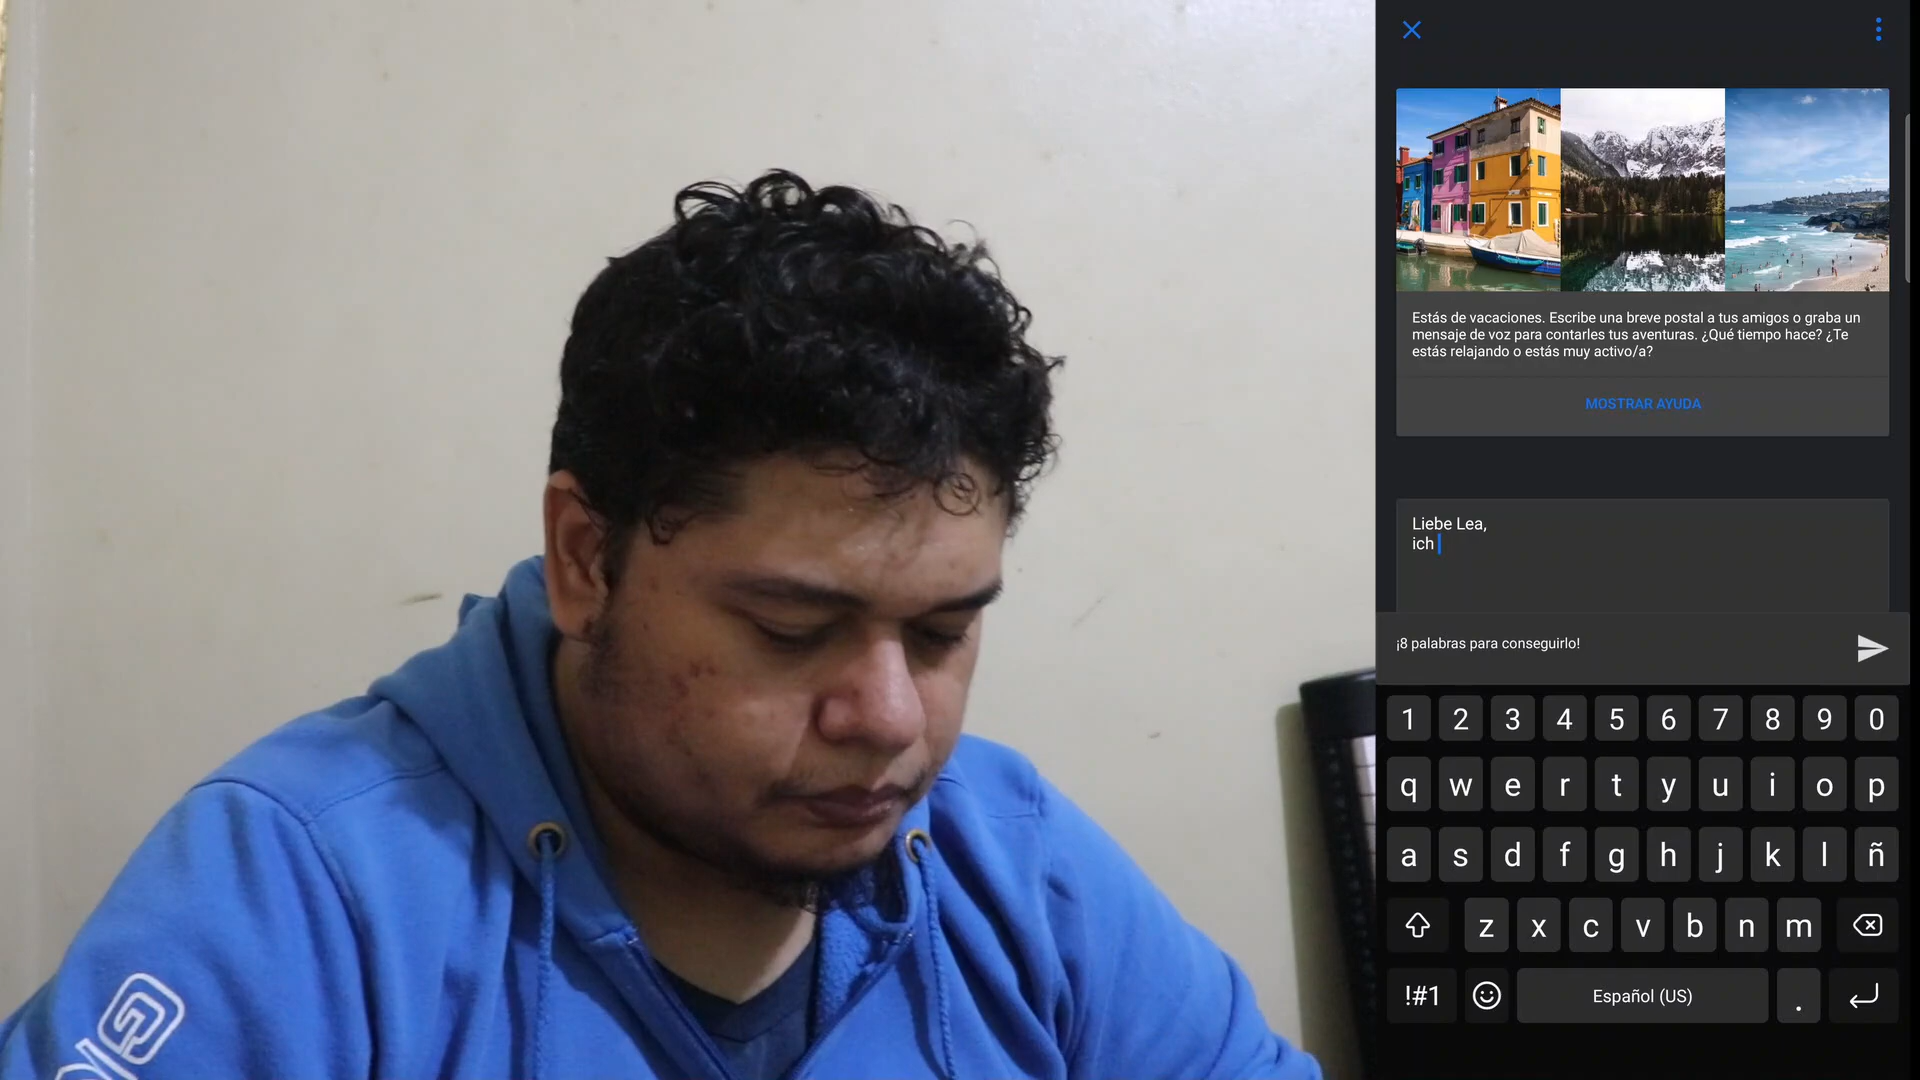 Estás de vacaciones. Escribe una breve postal a tus amigos o graba un
mensaje de voz para contarles tus aventuras. ¿Qué tiempo hace? ¿Te
estás relajando o estás muy activo/a?
MOSTRAR AYUDA
Liebe Lea,
ich
¡8 palabras para conseguirlo!
1 2 3 4 5 6 7 8 9 0
q w e r t y u i o p
a s d f g h j k l ñ
z x c v b n m
!#1 Español (US) .